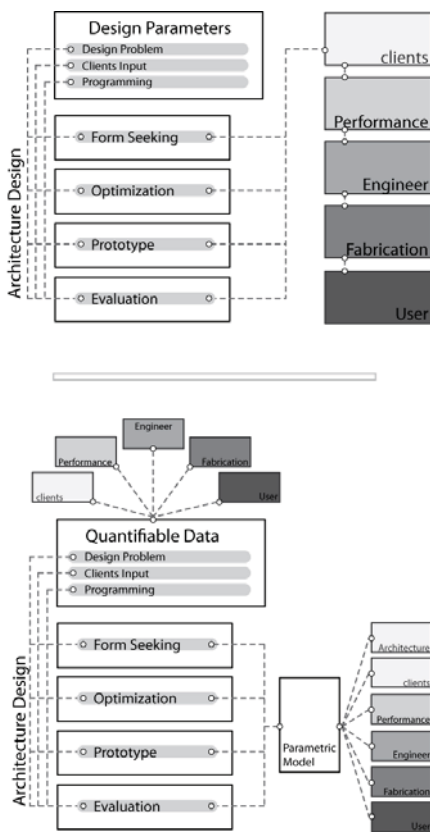 Design Parameters
Design Problem
Clients Input
Programming
Form Seeking
Optimization
Prototype
Evaluation
Architecture Design
clients
Performance
Engineer
Fabrication
User
Engineer
Performance
Fabrication
clients
User
Quantifiable Data
Design Problem
Clients Input
Programming
Form Seeking
Optimization
Prototype
Evaluation
Architecture Design
Parametric
Model
Architecture
clients
Performance
Engineer
Fabrication
User